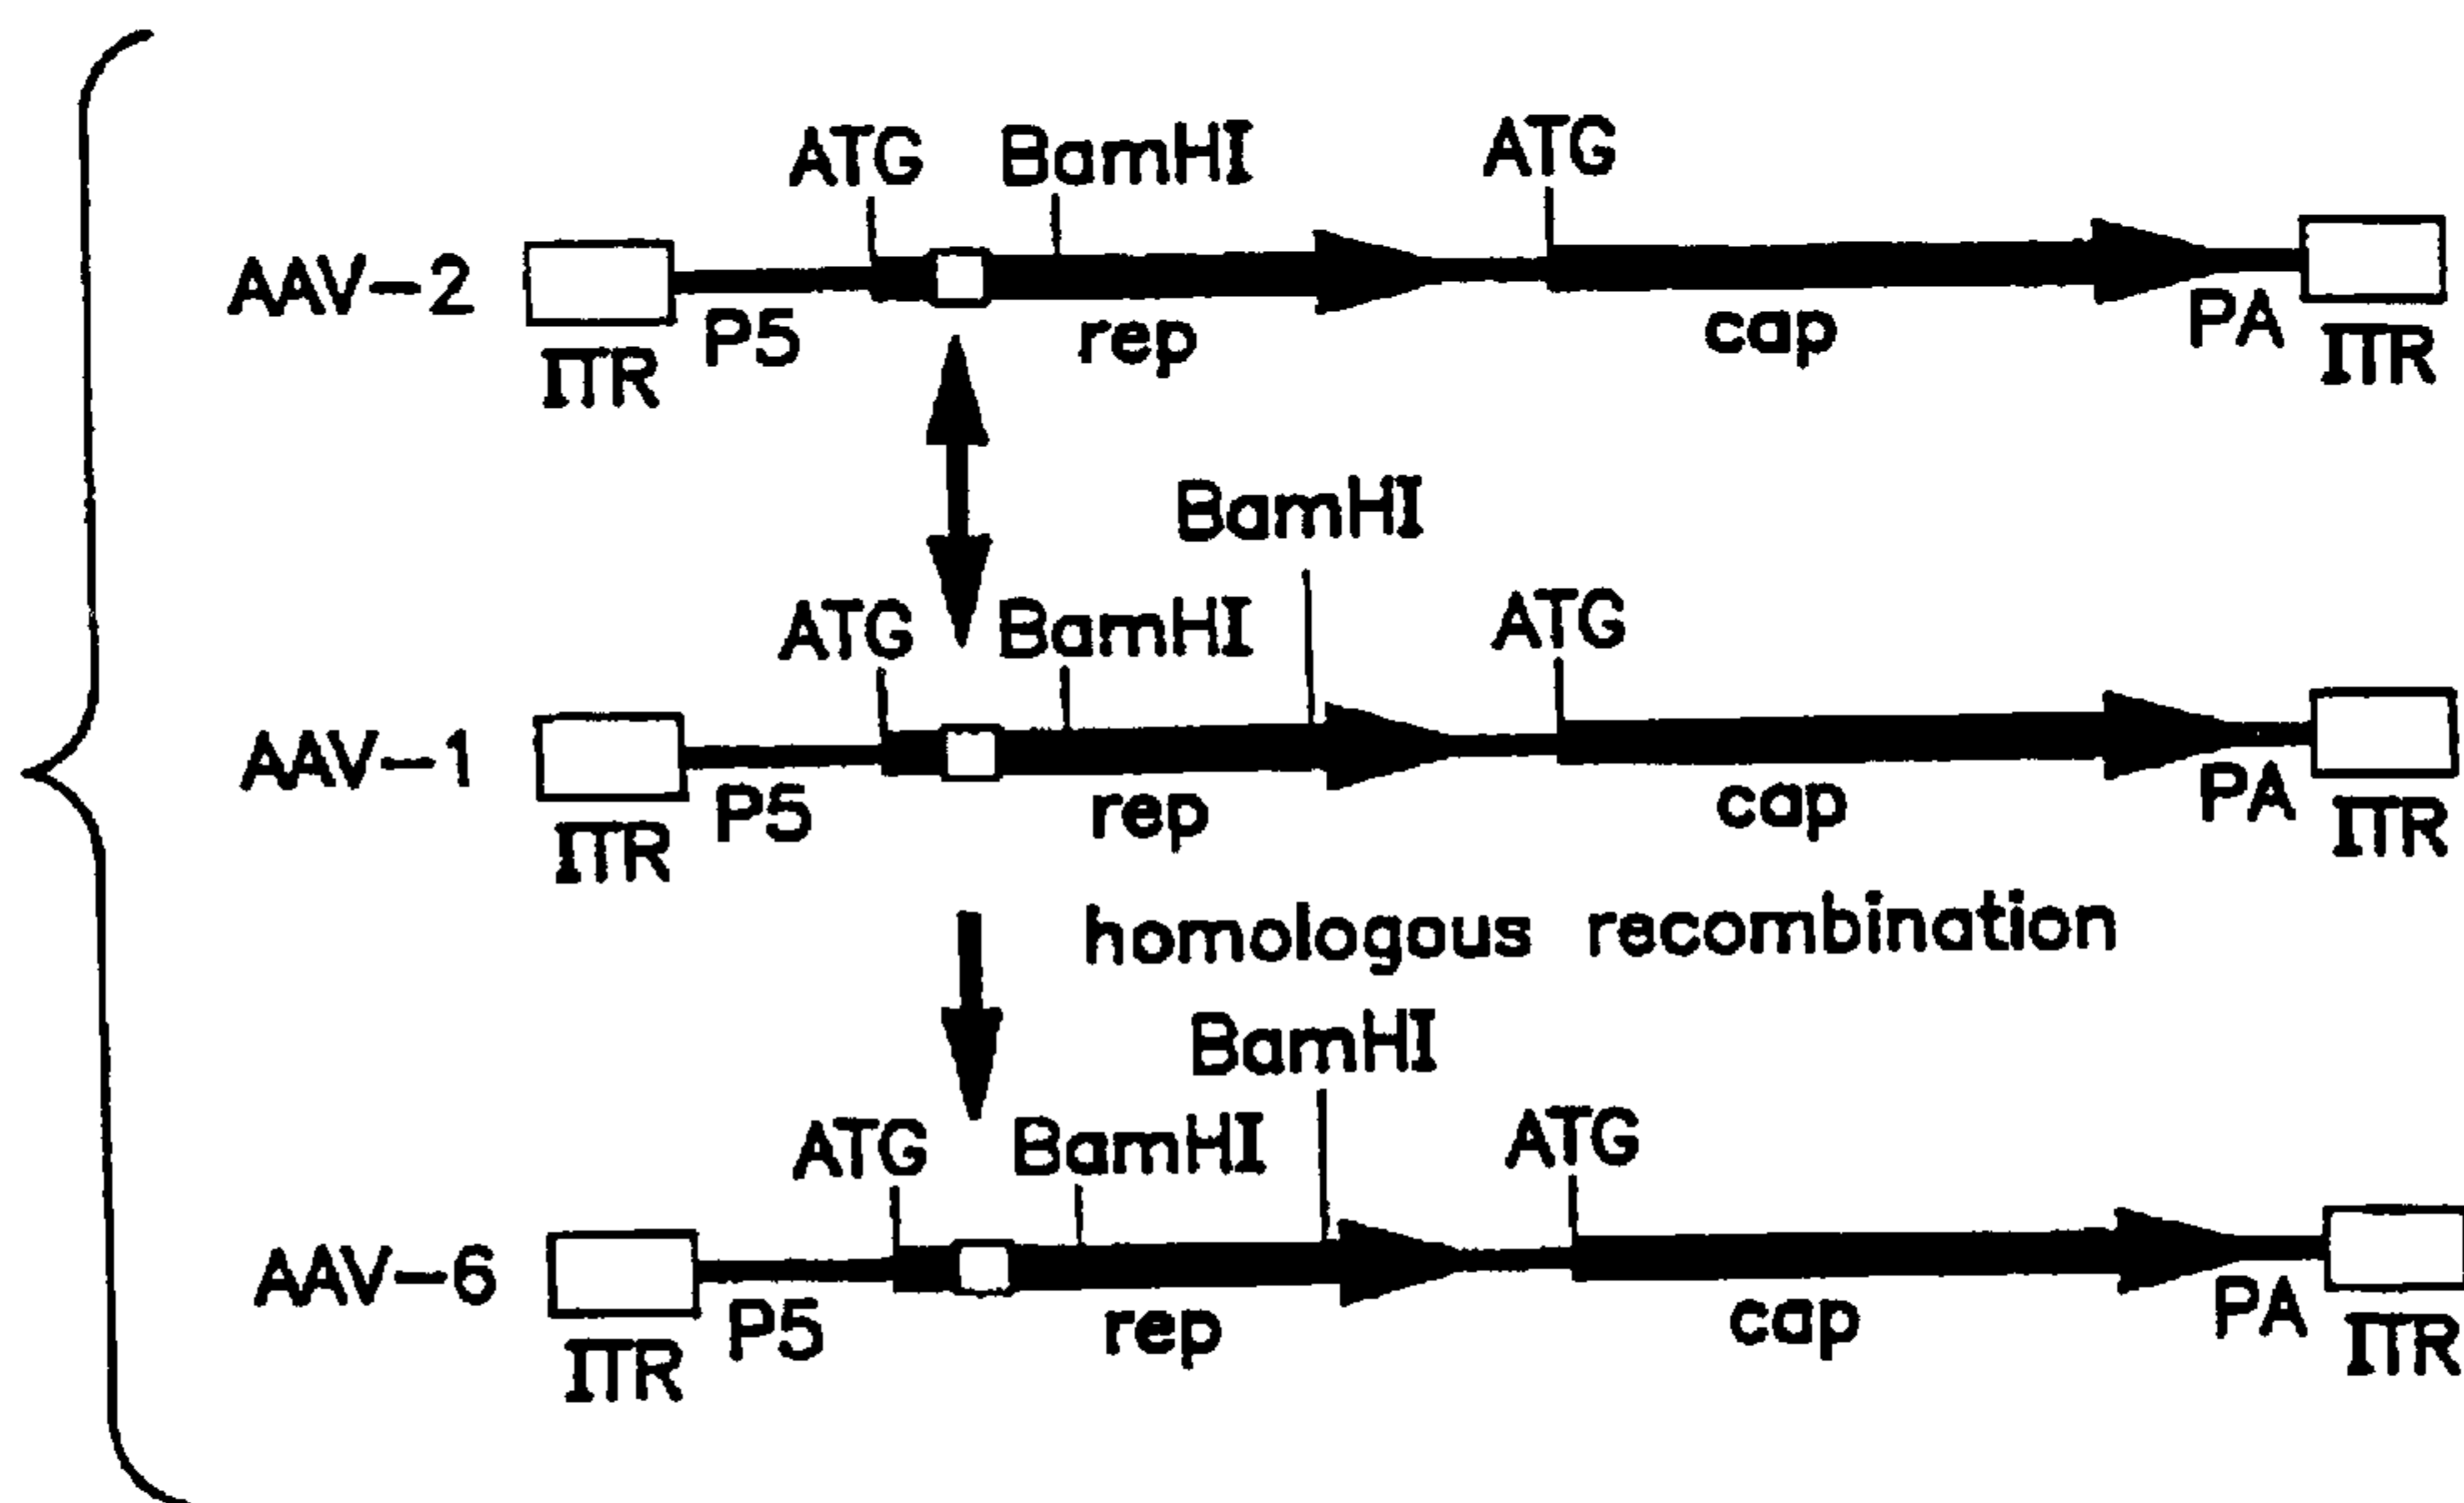 ATG BamHI ATG
AAV-2
P5 rep cap PA
ITR ITR
BamHI
ATG BamHI ATG
AAV-1
P5 rep cap PA
ITR ITR
homologous recombination
BamHI
ATG BamHI ATG
AAV-6
P5 rep cap PA
ITR ITR